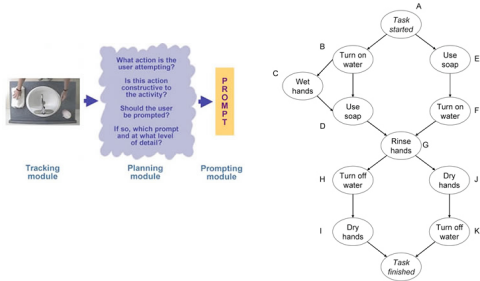 What action is the
user attempting?
Is this action
constructive to
the activity?
Should the user
be prompted?
If so, which prompt
and at what level
of detail?
PROMPT
Tracking
module
Planning
module
Prompting
module
A
Task
started
B
Turn on
water
Use
soap
E
C
Wet
hands
Use
soap
D
Turn on
water
F
Rinse
hands
G
H
Turn off
water
Dry
hands
J
I
Dry
hands
Turn off
water
K
Task
finished